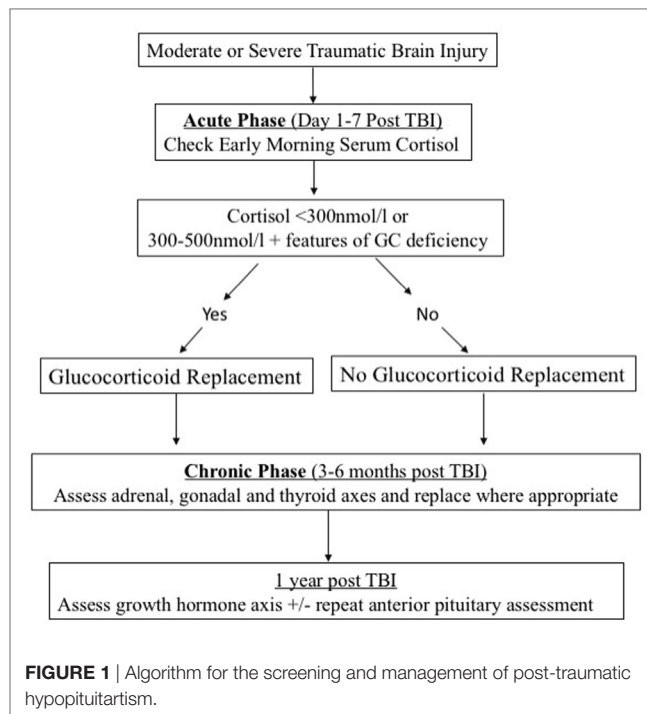 Moderate or Severe Traumatic Brain Injury
Acute Phase (Day 1-7 Post TBI)
Check Early Morning Serum Cortisol
Cortisol <300nmol/l or
300-500nmol/l + features of GC deficiency
Yes
No
Glucocorticoid Replacement
No Glucocorticoid Replacement
Chronic Phase (3-6 months post TBI)
Assess adrenal, gonadal and thyroid axes and replace where appropriate
1 year post TBI
Assess growth hormone axis +/- repeat anterior pituitary assessment
FIGURE 1 | Algorithm for the screening and management of post-traumatic
hypopituitartism.